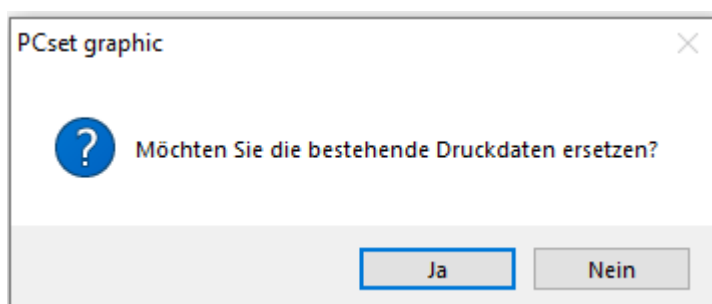 PCset graphic
?
Möchten Sie die bestehende Druckdaten ersetzen?
Ja
Nein